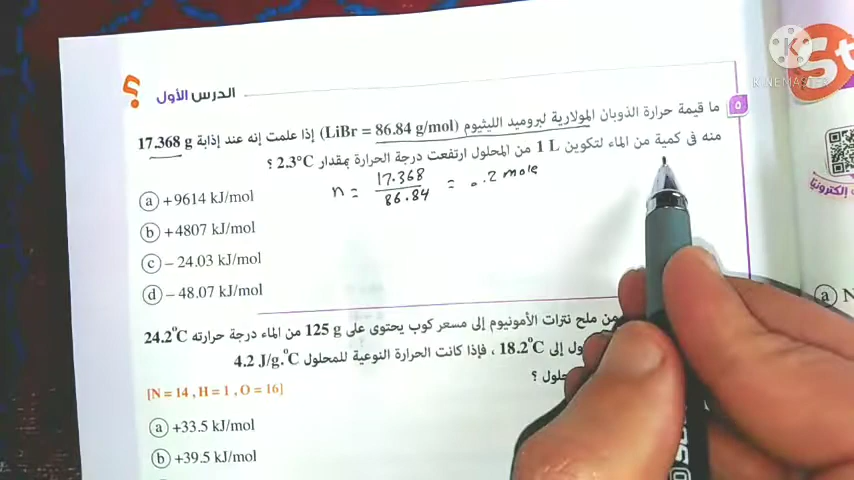 St
KINEMASTER
الدرس الأول
٥ ما قيمة حرارة الذوبان المولارية لبروميد الليثيوم (LiBr = 86.84 g/mol) إذا علمت إنه عند إذابة 17.368 g
منه فى كمية من الماء لتكوين 1 L من المحلول ارتفعت درجة الحرارة بمقدار 2.3°C ؟
n = 17.368 / 86.84 = 0.2 mole
a +9614 kJ/mol
b +4807 kJ/mol
c – 24.03 kJ/mol
d – 48.07 kJ/mol
من ملح نترات الأمونيوم إلى مسعر كوب يحتوى على 125 g من الماء درجة حرارته 24.2°C
إلى 18.2°C ، فإذا كانت الحرارة النوعية للمحلول 4.2 J/g.°C
؟
[N = 14 , H = 1 , O = 16]
a +33.5 kJ/mol
b +39.5 kJ/mol
a N